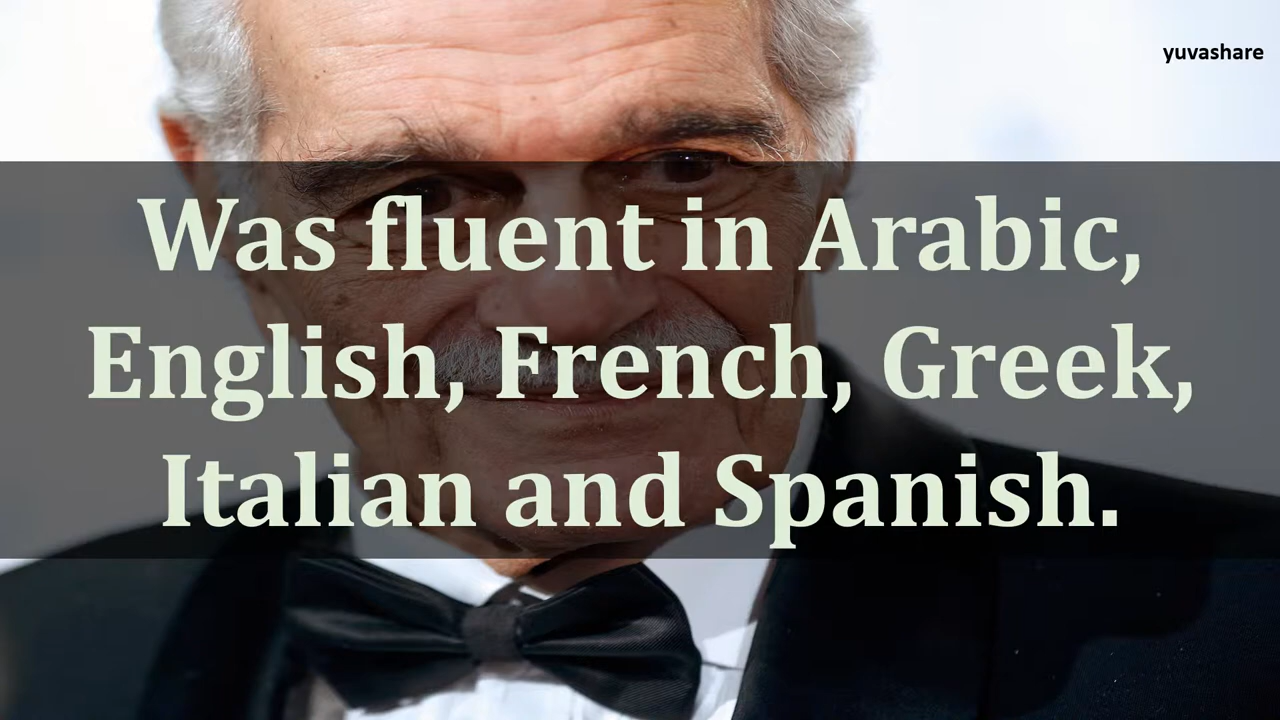 yuvashare
Was fluent in Arabic,
English, French, Greek,
Italian and Spanish.